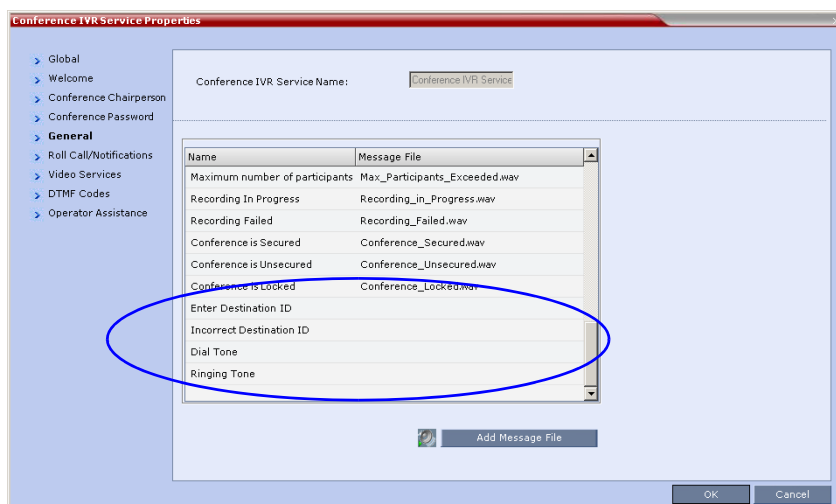 Conference IVR Service Properties
Global
Welcome
Conference Chairperson
Conference Password
General
Roll Call/Notifications
Video Services
DTMF Codes
Operator Assistance
Conference IVR Service Name: Conference IVR Service
Name Message File
Maximum number of participants Max_Participants_Exceeded.wav
Recording In Progress Recording_in_Progress.wav
Recording Failed Recording_Failed.wav
Conference is Secured Conference_Secured.wav
Conference is Unsecured Conference_Unsecured.wav
Conference is Locked Conference_Locked.wav
Enter Destination ID
Incorrect Destination ID
Dial Tone
Ringing Tone
Add Message File
OK Cancel